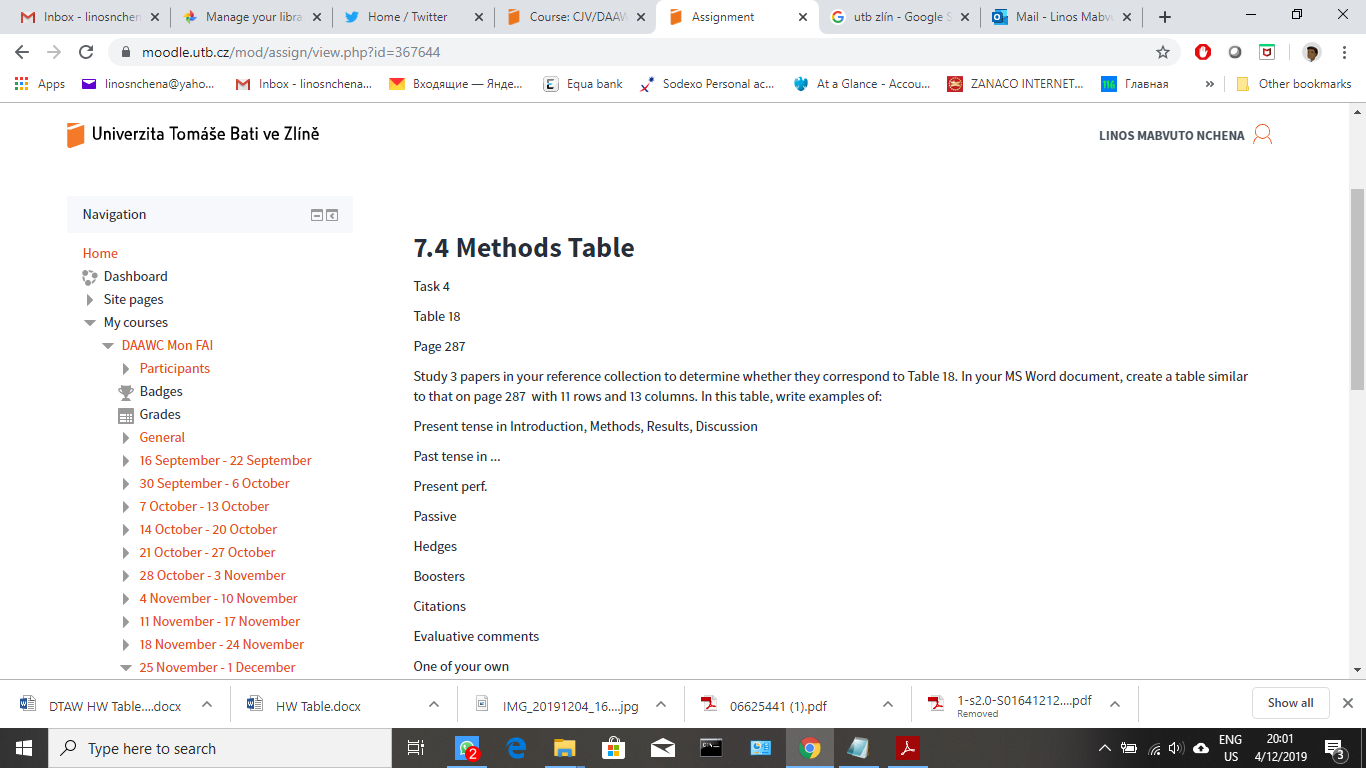 Inbox - linosnchen
Manage your libra
Home / Twitter
Course: CJV/DAAW
Assignment
utb zlín - Google S
Mail - Linos Mabvu
moodle.utb.cz/mod/assign/view.php?id=367644
Apps
linosnchena@yaho...
Inbox - linosnchena...
Входящие — Янде...
Equa bank
Sodexo Personal ac...
At a Glance - Accou...
ZANACO INTERNET...
116
Главная
»
Other bookmarks
Univerzita Tomáše Bati ve Zlíně
LINOS MABVUTO NCHENA
Navigation
Home
Dashboard
Site pages
My courses
DAAWC Mon FAI
Participants
Badges
Grades
General
16 September - 22 September
30 September - 6 October
7 October - 13 October
14 October - 20 October
21 October - 27 October
28 October - 3 November
4 November - 10 November
11 November - 17 November
18 November - 24 November
25 November - 1 December
7.4 Methods Table
Task 4
Table 18
Page 287
Study 3 papers in your reference collection to determine whether they correspond to Table 18. In your MS Word document, create a table similar
to that on page 287 with 11 rows and 13 columns. In this table, write examples of:
Present tense in Introduction, Methods, Results, Discussion
Past tense in ...
Present perf.
Passive
Hedges
Boosters
Citations
Evaluative comments
One of your own
DTAW HW Table....docx
HW Table.docx
IMG_20191204_16....jpg
06625441 (1).pdf
1-s2.0-S01641212....pdf
Removed
Show all
Type here to search
2
ENG
US
20:01
4/12/2019
3